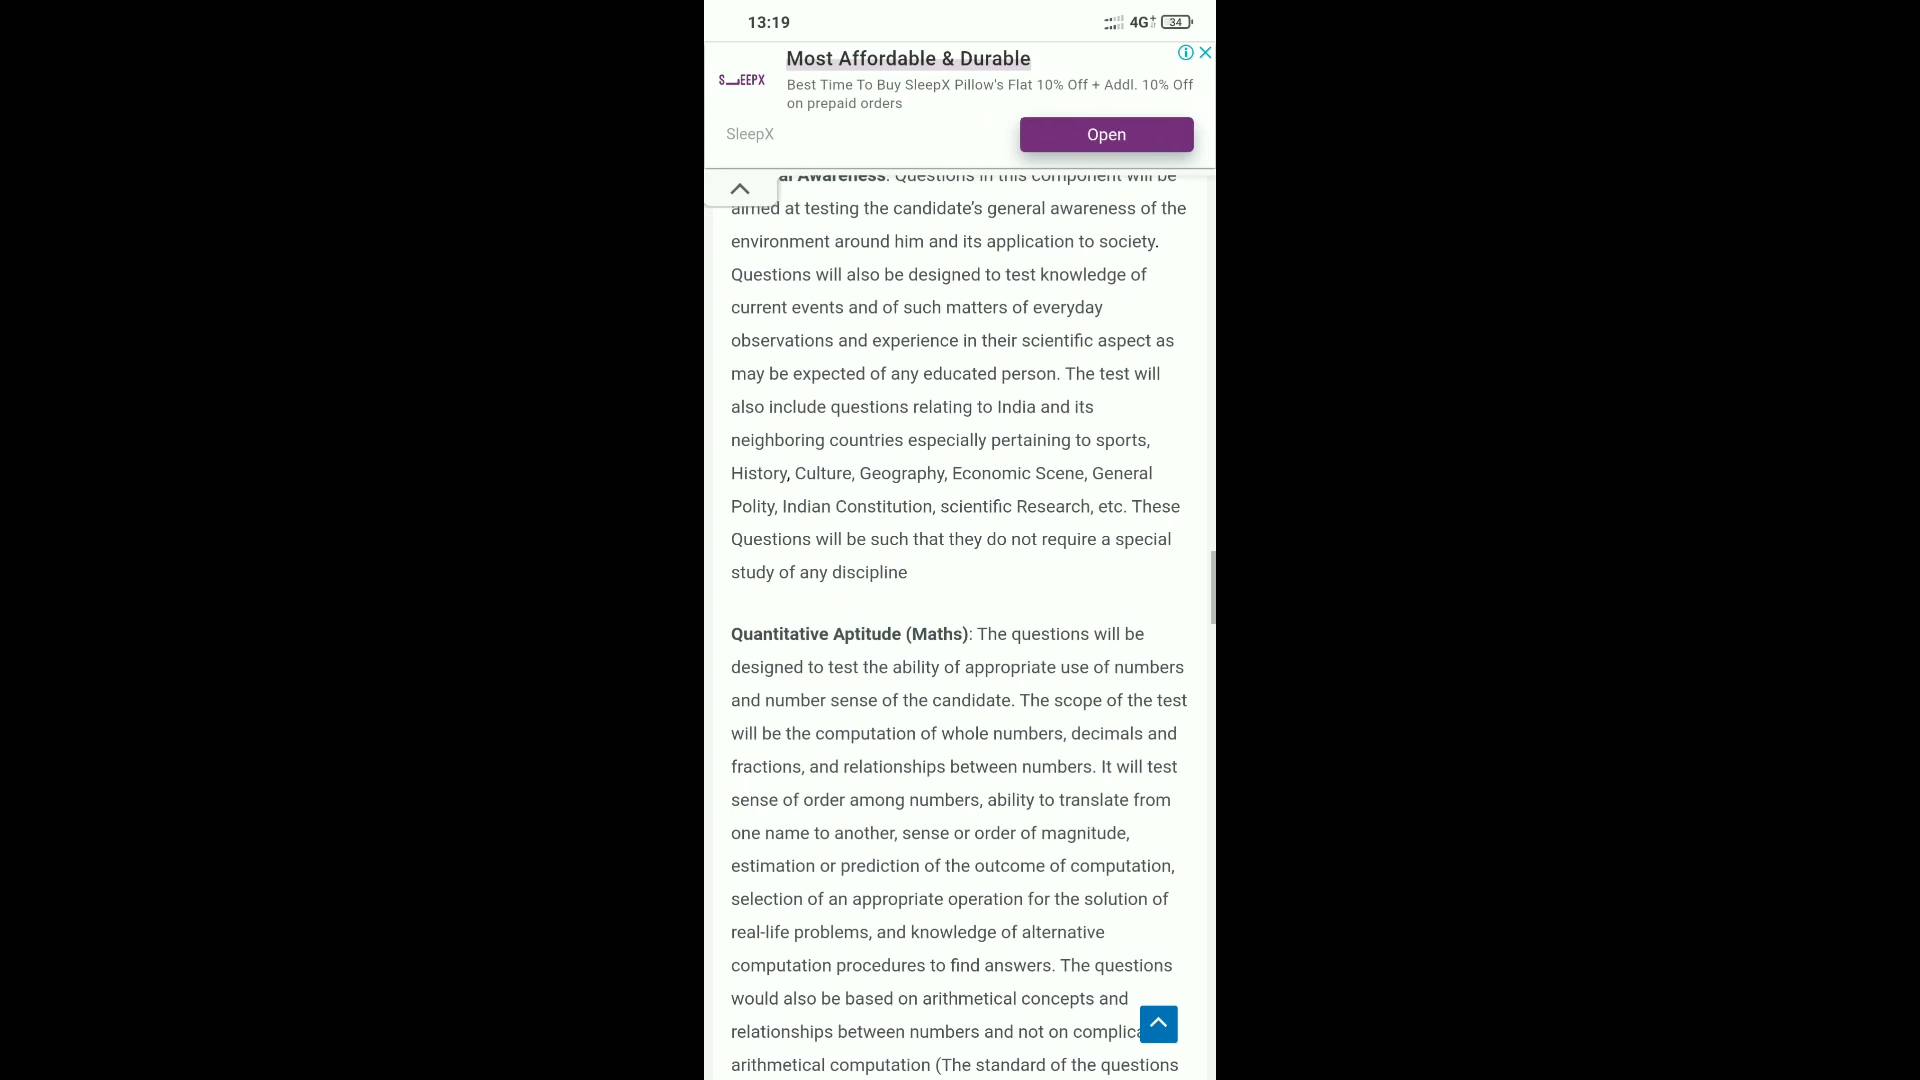 13:19
4G+
34
Most Affordable & Durable
S__EEPX
Best Time To Buy SleepX Pillow's Flat 10% Off + Addl. 10% Off
on prepaid orders
SleepX
Open
Awareness: Questions in this component will be
aimed at testing the candidate’s general awareness of the
environment around him and its application to society.
Questions will also be designed to test knowledge of
current events and of such matters of everyday
observations and experience in their scientific aspect as
may be expected of any educated person. The test will
also include questions relating to India and its
neighboring countries especially pertaining to sports,
History, Culture, Geography, Economic Scene, General
Polity, Indian Constitution, scientific Research, etc. These
Questions will be such that they do not require a special
study of any discipline
Quantitative Aptitude (Maths): The questions will be
designed to test the ability of appropriate use of numbers
and number sense of the candidate. The scope of the test
will be the computation of whole numbers, decimals and
fractions, and relationships between numbers. It will test
sense of order among numbers, ability to translate from
one name to another, sense or order of magnitude,
estimation or prediction of the outcome of computation,
selection of an appropriate operation for the solution of
real-life problems, and knowledge of alternative
computation procedures to find answers. The questions
would also be based on arithmetical concepts and
relationships between numbers and not on
arithmetical computation (The standard of the questions